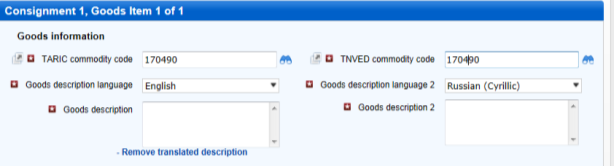 Consignment 1, Goods Item 1 of 1
Goods information
TARIC commodity code 170490 TNVED commodity code 170490
Goods description language English Goods description language 2 Russian (Cyrillic)
Goods description Goods description 2
- Remove translated description